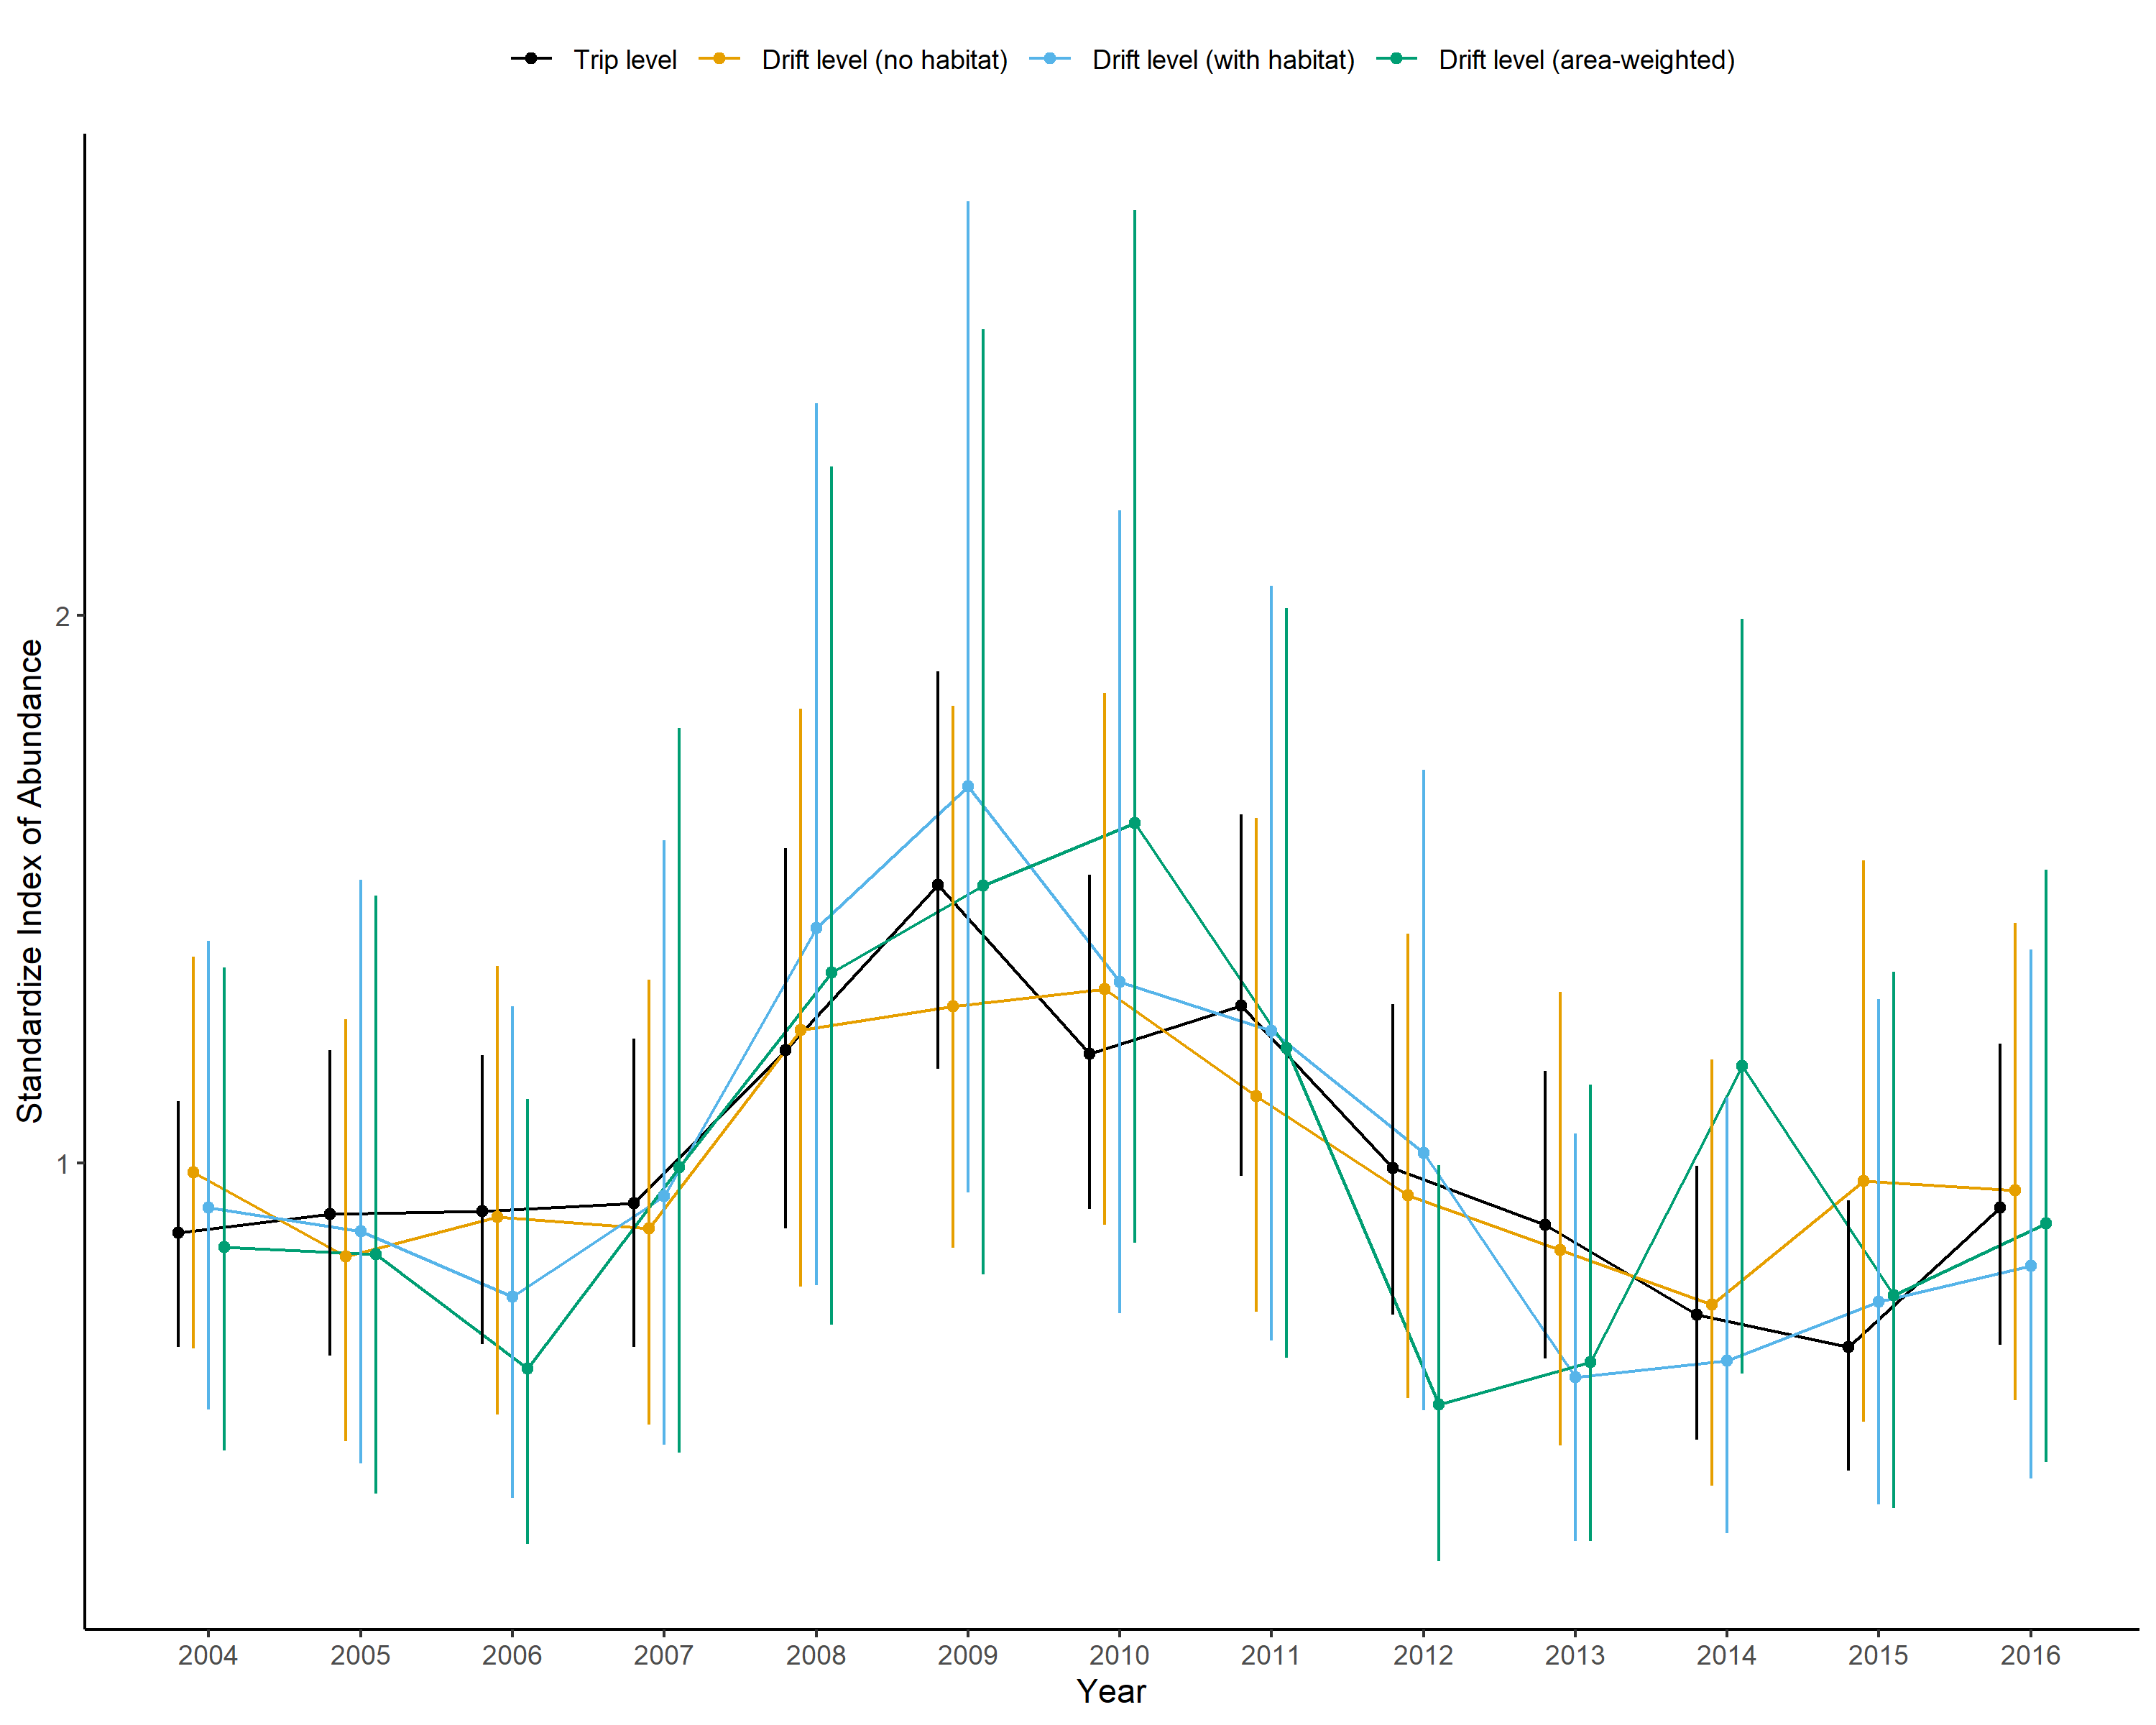 Trip level Drift level (no habitat) Drift level (with habitat) Drift level (area-weighted)
Standardize Index of Abundance
2
1
2004 2005 2006 2007 2008 2009 2010 2011 2012 2013 2014 2015 2016
Year